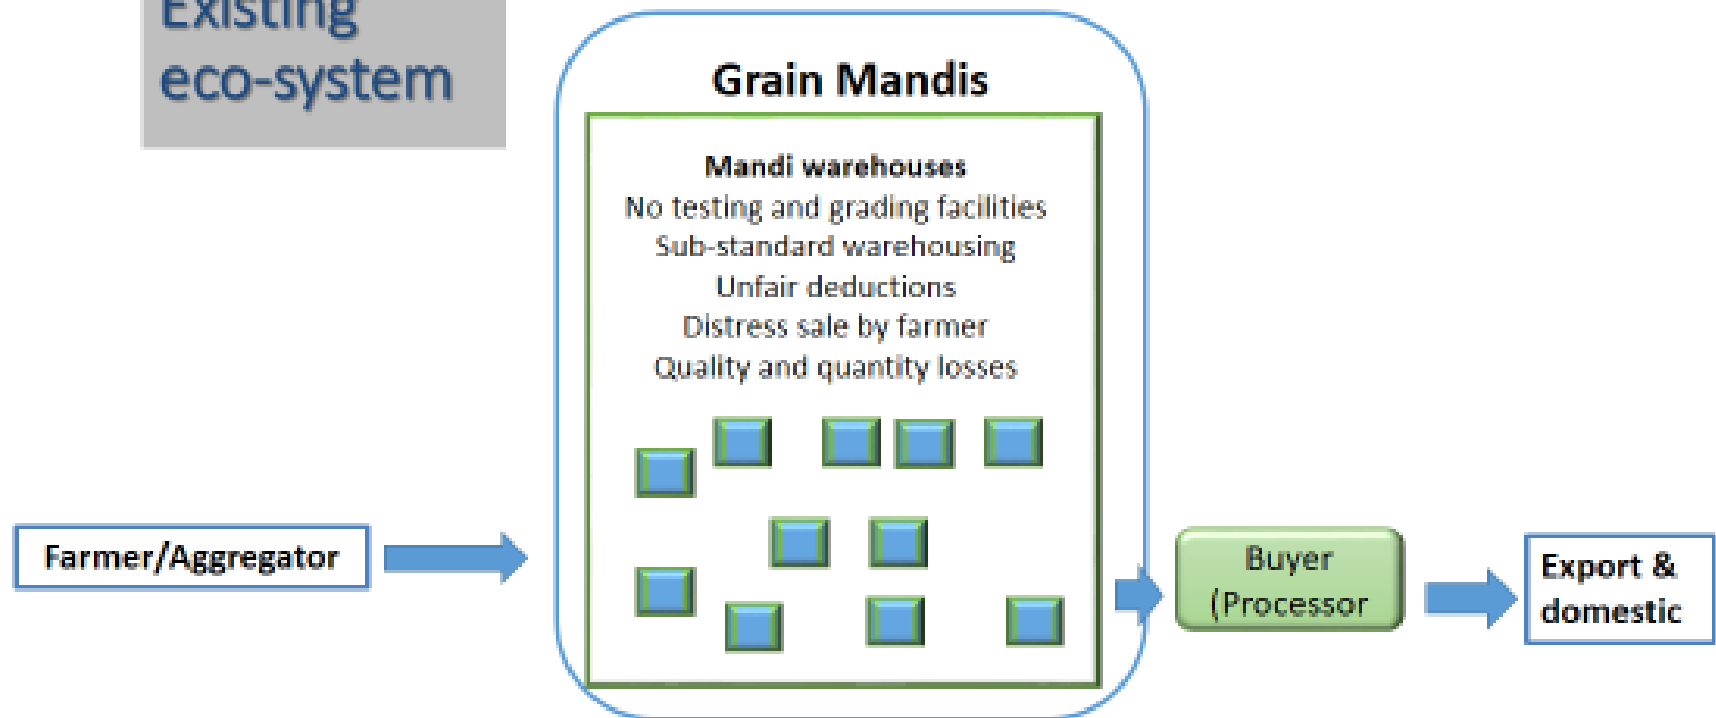 Existing
eco-system
Grain Mandis
Mandi warehouses
No testing and grading facilities
Sub-standard warehousing
Unfair deductions
Distress sale by farmer
Quality and quantity losses
Farmer/Aggregator
Buyer
(Processor
Export &
domestic